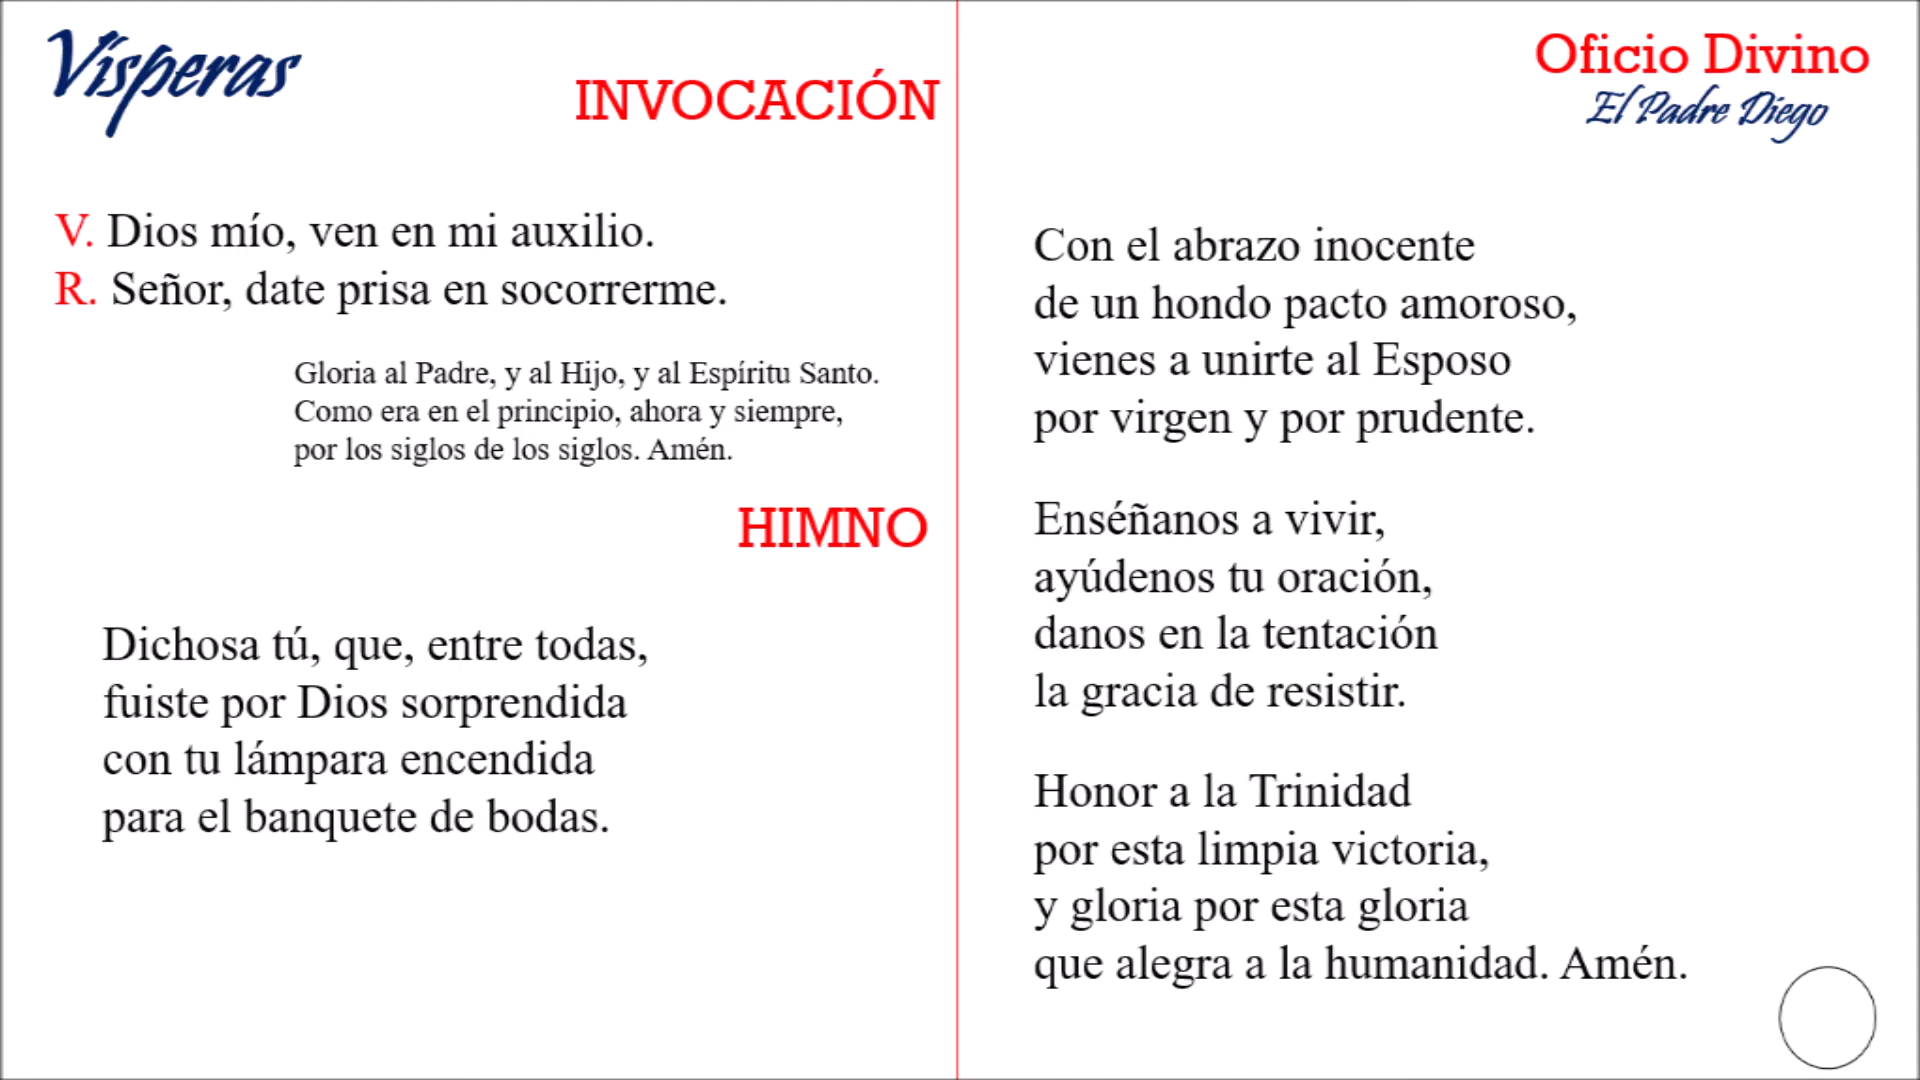 Vísperas
INVOCACIÓN
V. Dios mío, ven en mi auxilio.
R. Señor, date prisa en socorrerme.
Gloria al Padre, y al Hijo, y al Espíritu Santo.
Como era en el principio, ahora y siempre,
por los siglos de los siglos. Amén.
HIMNO
Dichosa tú, que, entre todas,
fuiste por Dios sorprendida
con tu lámpara encendida
para el banquete de bodas.
Oficio Divino
El Padre Diego
Con el abrazo inocente
de un hondo pacto amoroso,
vienes a unirte al Esposo
por virgen y por prudente.
Enséñanos a vivir,
ayúdenos tu oración,
danos en la tentación
la gracia de resistir.
Honor a la Trinidad
por esta limpia victoria,
y gloria por esta gloria
que alegra a la humanidad. Amén.